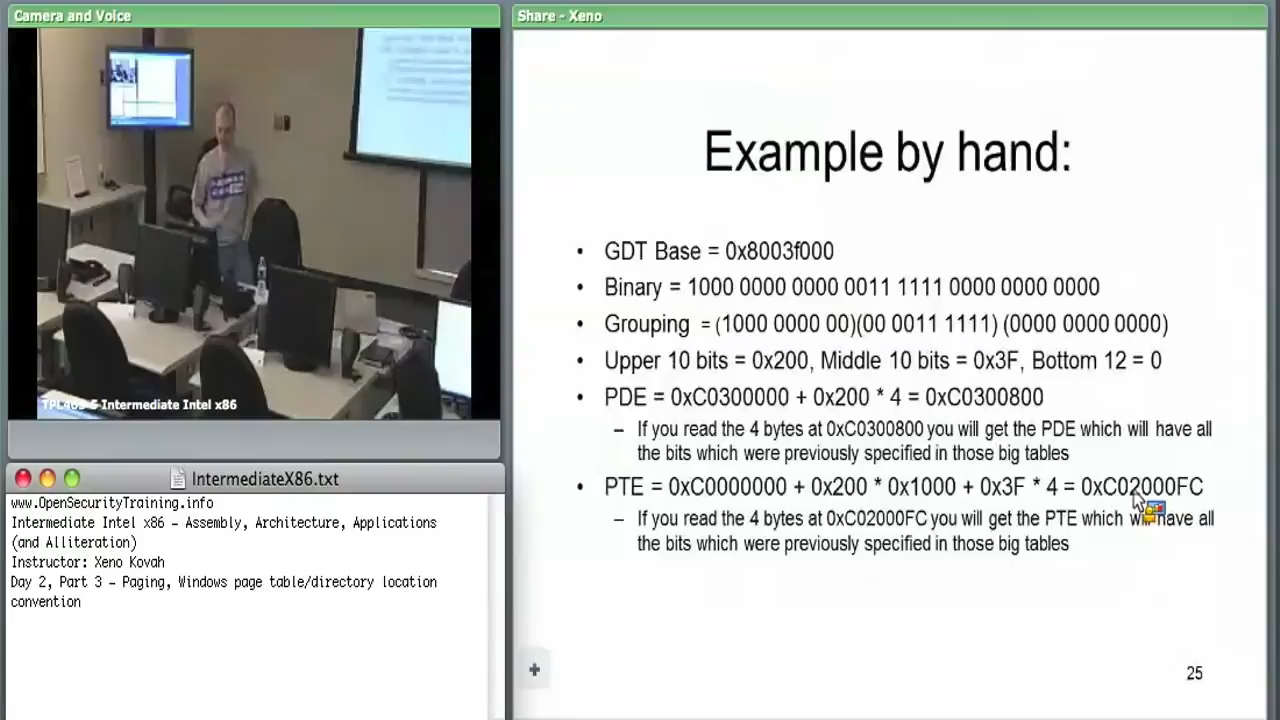 Camera and Voice
TPL465-S Intermediate Intel x86
IntermediateX86.txt
www.OpenSecurityTraining.info
Intermediate Intel x86 – Assembly, Architecture, Applications
(and Alliteration)
Instructor: Xeno Kovah
Day 2, Part 3 – Paging, Windows page table/directory location
convention
Share - Xeno
Example by hand:
• GDT Base = 0x8003f000
• Binary = 1000 0000 0000 0011 1111 0000 0000 0000
• Grouping = (1000 0000 00)(00 0011 1111) (0000 0000 0000)
• Upper 10 bits = 0x200, Middle 10 bits = 0x3F, Bottom 12 = 0
• PDE = 0xC0300000 + 0x200 * 4 = 0xC0300800
– If you read the 4 bytes at 0xC0300800 you will get the PDE which will have all
the bits which were previously specified in those big tables
• PTE = 0xC0000000 + 0x200 * 0x1000 + 0x3F * 4 = 0xC02000FC
– If you read the 4 bytes at 0xC02000FC you will get the PTE which will have all
the bits which were previously specified in those big tables
25